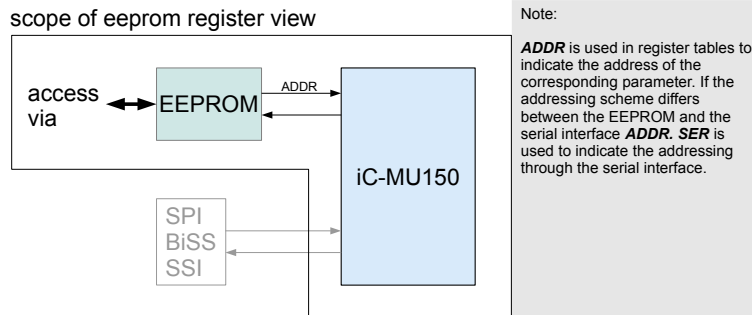 scope of eeprom register view
access
via
EEPROM
ADDR
iC-MU150
SPI
BiSS
SSI
Note:
ADDR is used in register tables to
indicate the address of the
corresponding parameter. If the
addressing scheme differs
between the EEPROM and the
serial interface ADDR. SER is
used to indicate the addressing
through the serial interface.